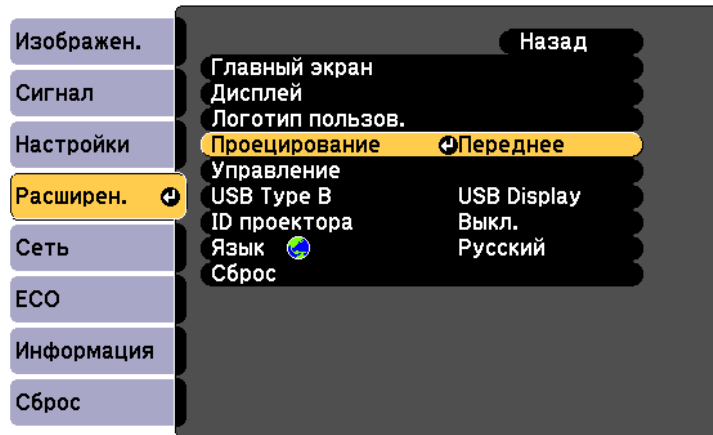 Изображен.
Сигнал
Настройки
Расширен.
Сеть
ECO
Информация
Сброс
Назад
Главный экран
Дисплей
Логотип пользов.
Проецирование Переднее
Управление
USB Type B USB Display
ID проектора Выкл.
Язык Русский
Сброс